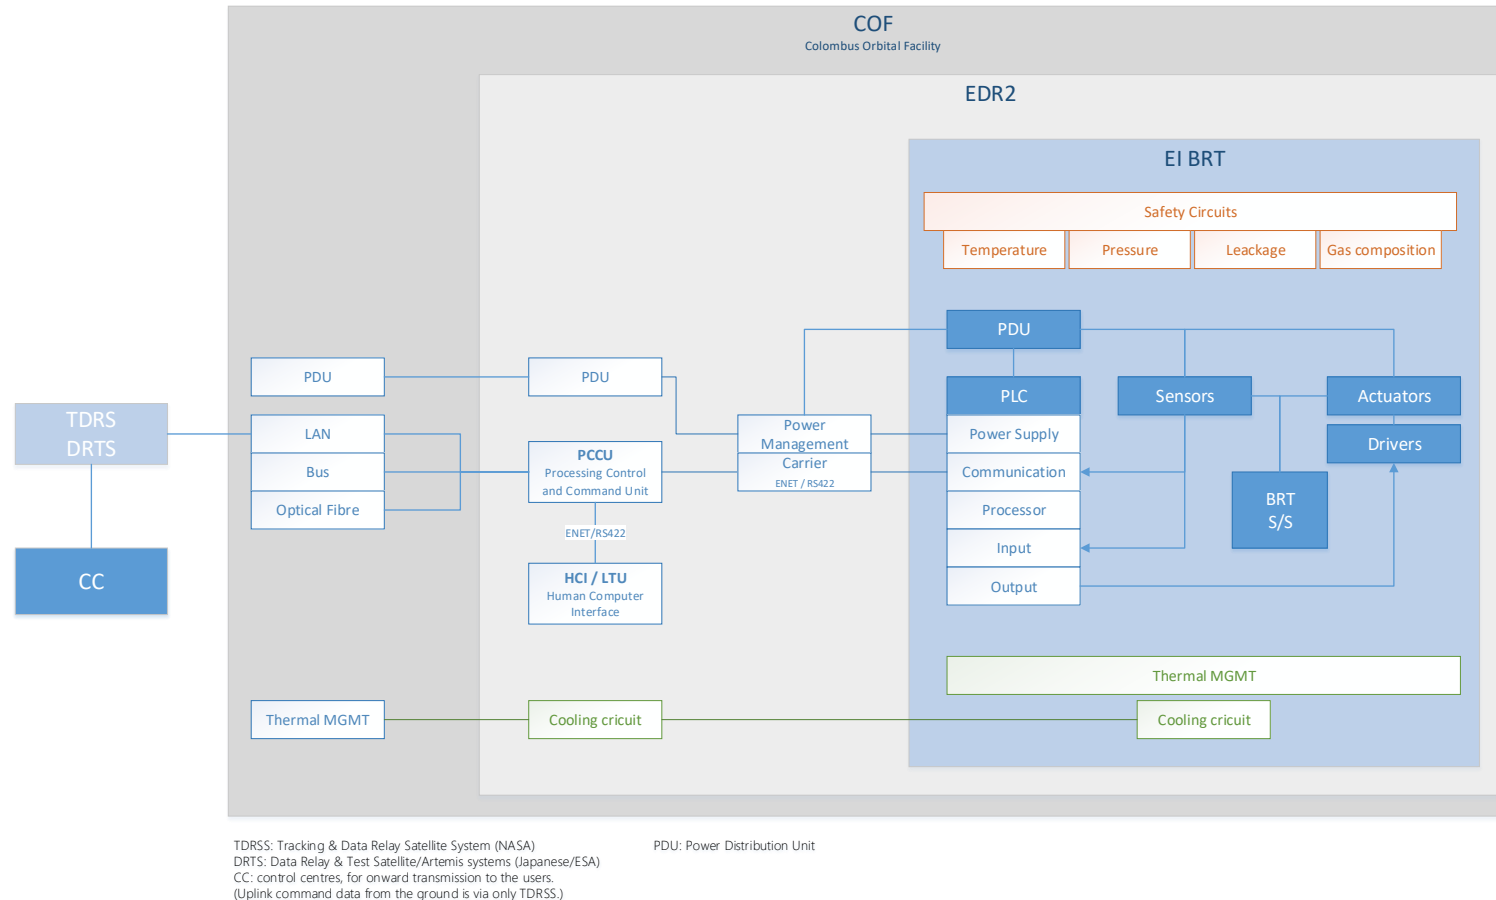 COF
Colombus Orbital Facility
EDR2
EI BRT
Safety Circuits
Temperature
Pressure
Leackage
Gas composition
PDU
PDU
PDU
TDRS
DRTS
LAN
Bus
Optical Fibre
PCCU
Processing Control
and Command Unit
ENET/RS422
HCI / LTU
Human Computer
Interface
Power
Management
Carrier
ENET / RS422
PLC
Power Supply
Communication
Processor
Input
Output
Sensors
Actuators
Drivers
BRT
S/S
CC
Thermal MGMT
Thermal MGMT
Cooling cricuit
Cooling cricuit
TDRSS: Tracking & Data Relay Satellite System (NASA)
DRTS: Data Relay & Test Satellite/Artemis systems (Japanese/ESA)
CC: control centres, for onward transmission to the users.
(Uplink command data from the ground is via only TDRSS.)
PDU: Power Distribution Unit